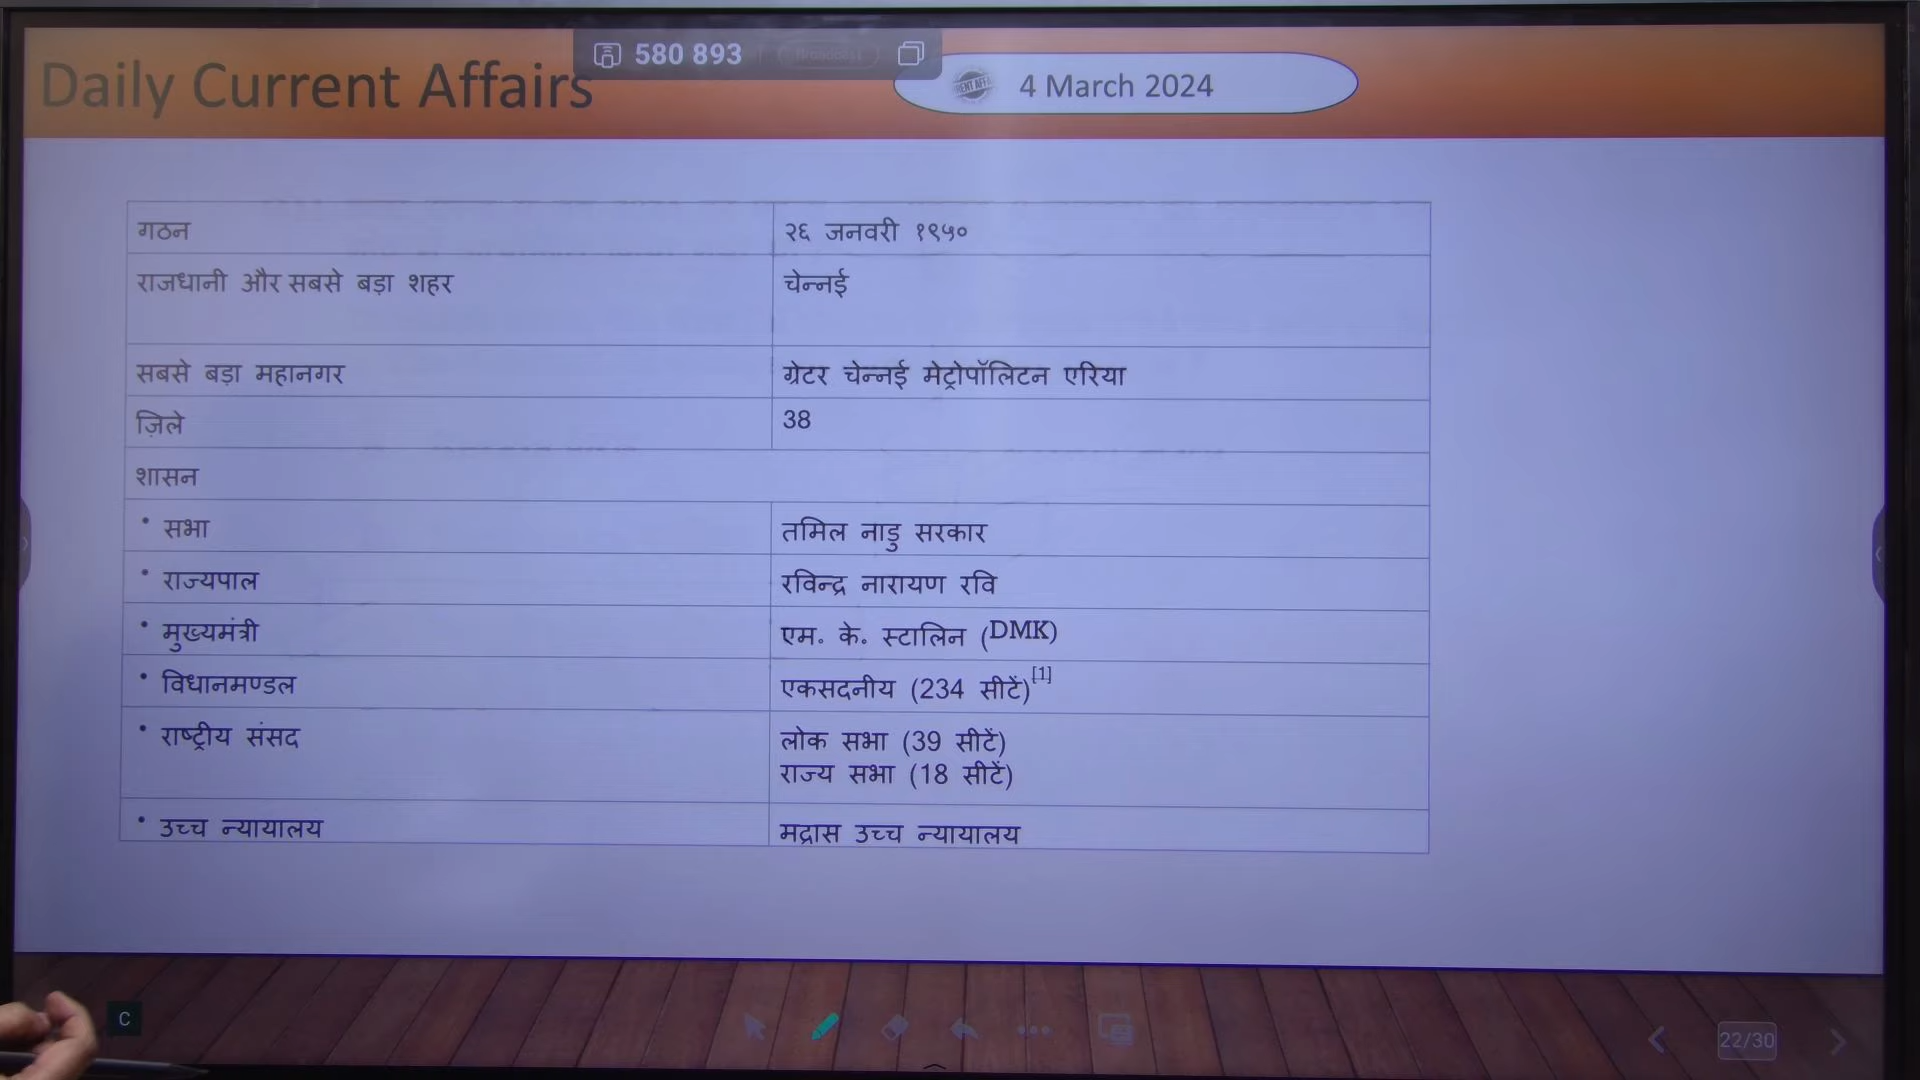 580 893
Daily Current Affairs
4 March 2024
गठन २६ जनवरी १९५०
राजधानी और सबसे बड़ा शहर चेन्नई
सबसे बड़ा महानगर ग्रेटर चेन्नई मेट्रोपॉलिटन एरिया
ज़िले 38
शासन
• सभा तमिल नाडु सरकार
• राज्यपाल रविन्द्र नारायण रवि
• मुख्यमंत्री एम॰ के॰ स्टालिन (DMK)
• विधानमण्डल एकसदनीय (234 सीटें)[1]
• राष्ट्रीय संसद लोक सभा (39 सीटें)
राज्य सभा (18 सीटें)
• उच्च न्यायालय मद्रास उच्च न्यायालय
C
22/30